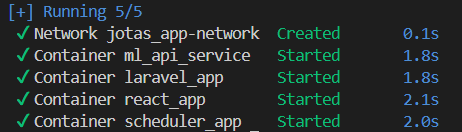 [+] Running 5/5
✔ Network jotas_app-network Created 0.1s
✔ Container ml_api_service Started 1.8s
✔ Container laravel_app Started 1.8s
✔ Container react_app Started 2.1s
✔ Container scheduler_app Started 2.0s